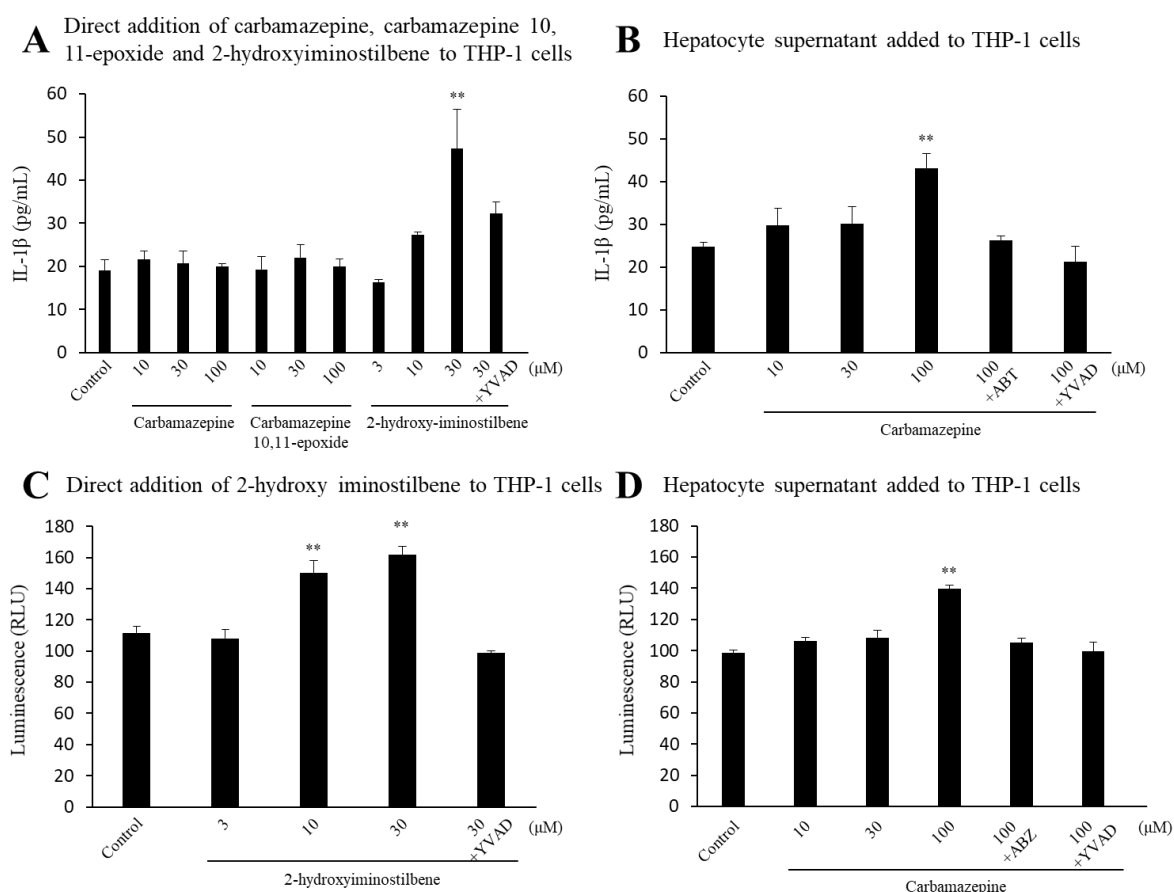 A Direct addition of carbamazepine, carbamazepine 10,
11-epoxide and 2-hydroxyiminostilbene to THP-1 cells
IL-1β (pg/mL)
60
50
40
30
20
10
0
**
Control
10
30
100
10
30
100
3
10
30
30
+YVAD
(μM)
Carbamazepine
Carbamazepine
10,11-epoxide
2-hydroxy-iminostilbene
B Hepatocyte supernatant added to THP-1 cells
IL-1β (pg/mL)
60
50
40
30
20
10
0
**
Control
10
30
100
100
+ABT
100
+YVAD
(μM)
Carbamazepine
C Direct addition of 2-hydroxy iminostilbene to THP-1 cells
Luminescence (RLU)
180
160
140
120
100
80
60
40
20
0
**
**
Control
3
10
30
30
+YVAD
(μM)
2-hydroxyiminostilbene
D Hepatocyte supernatant added to THP-1 cells
Luminescence (RLU)
180
160
140
120
100
80
60
40
20
0
**
Control
10
30
100
100
+ABZ
100
+YVAD
(μM)
Carbamazepine